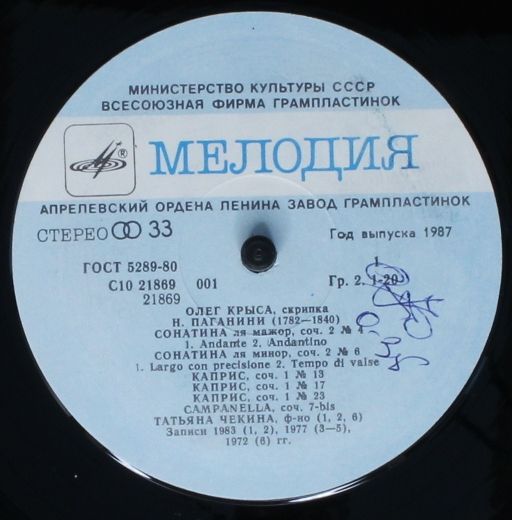 МИНИСТЕРСТВО КУЛЬТУРЫ СССР
ВСЕСОЮЗНАЯ ФИРМА ГРАМПЛАСТИНОК
МЕЛОДИЯ
АПРЕЛЕВСКИЙ ОРДЕНА ЛЕНИНА ЗАВОД ГРАМПЛАСТИНОК
СТЕРЕО 33
Год выпуска 1987
ГОСТ 5289-80
1
С10 21869 001
Гр. 2. 1-20
21869
ОЛЕГ КРЫСА, скрипка
Н. ПАГАНИНИ (1782—1840)
СОНАТИНА ля мажор, соч. 2 № 4
1. Andante 2. Andantino
СОНАТИНА ля минор, соч. 2 № 6
1. Largo con precisione 2. Tempo di valse
КАПРИС, соч. 1 № 13
КАПРИС, соч. 1 № 17
КАПРИС, соч. 1 № 23
CAMPANELLA, соч. 7-bis
ТАТЬЯНА ЧЕКИНА, ф-но (1, 2, 6)
Записи 1983 (1, 2), 1977 (3—5),
1972 (6) гг.